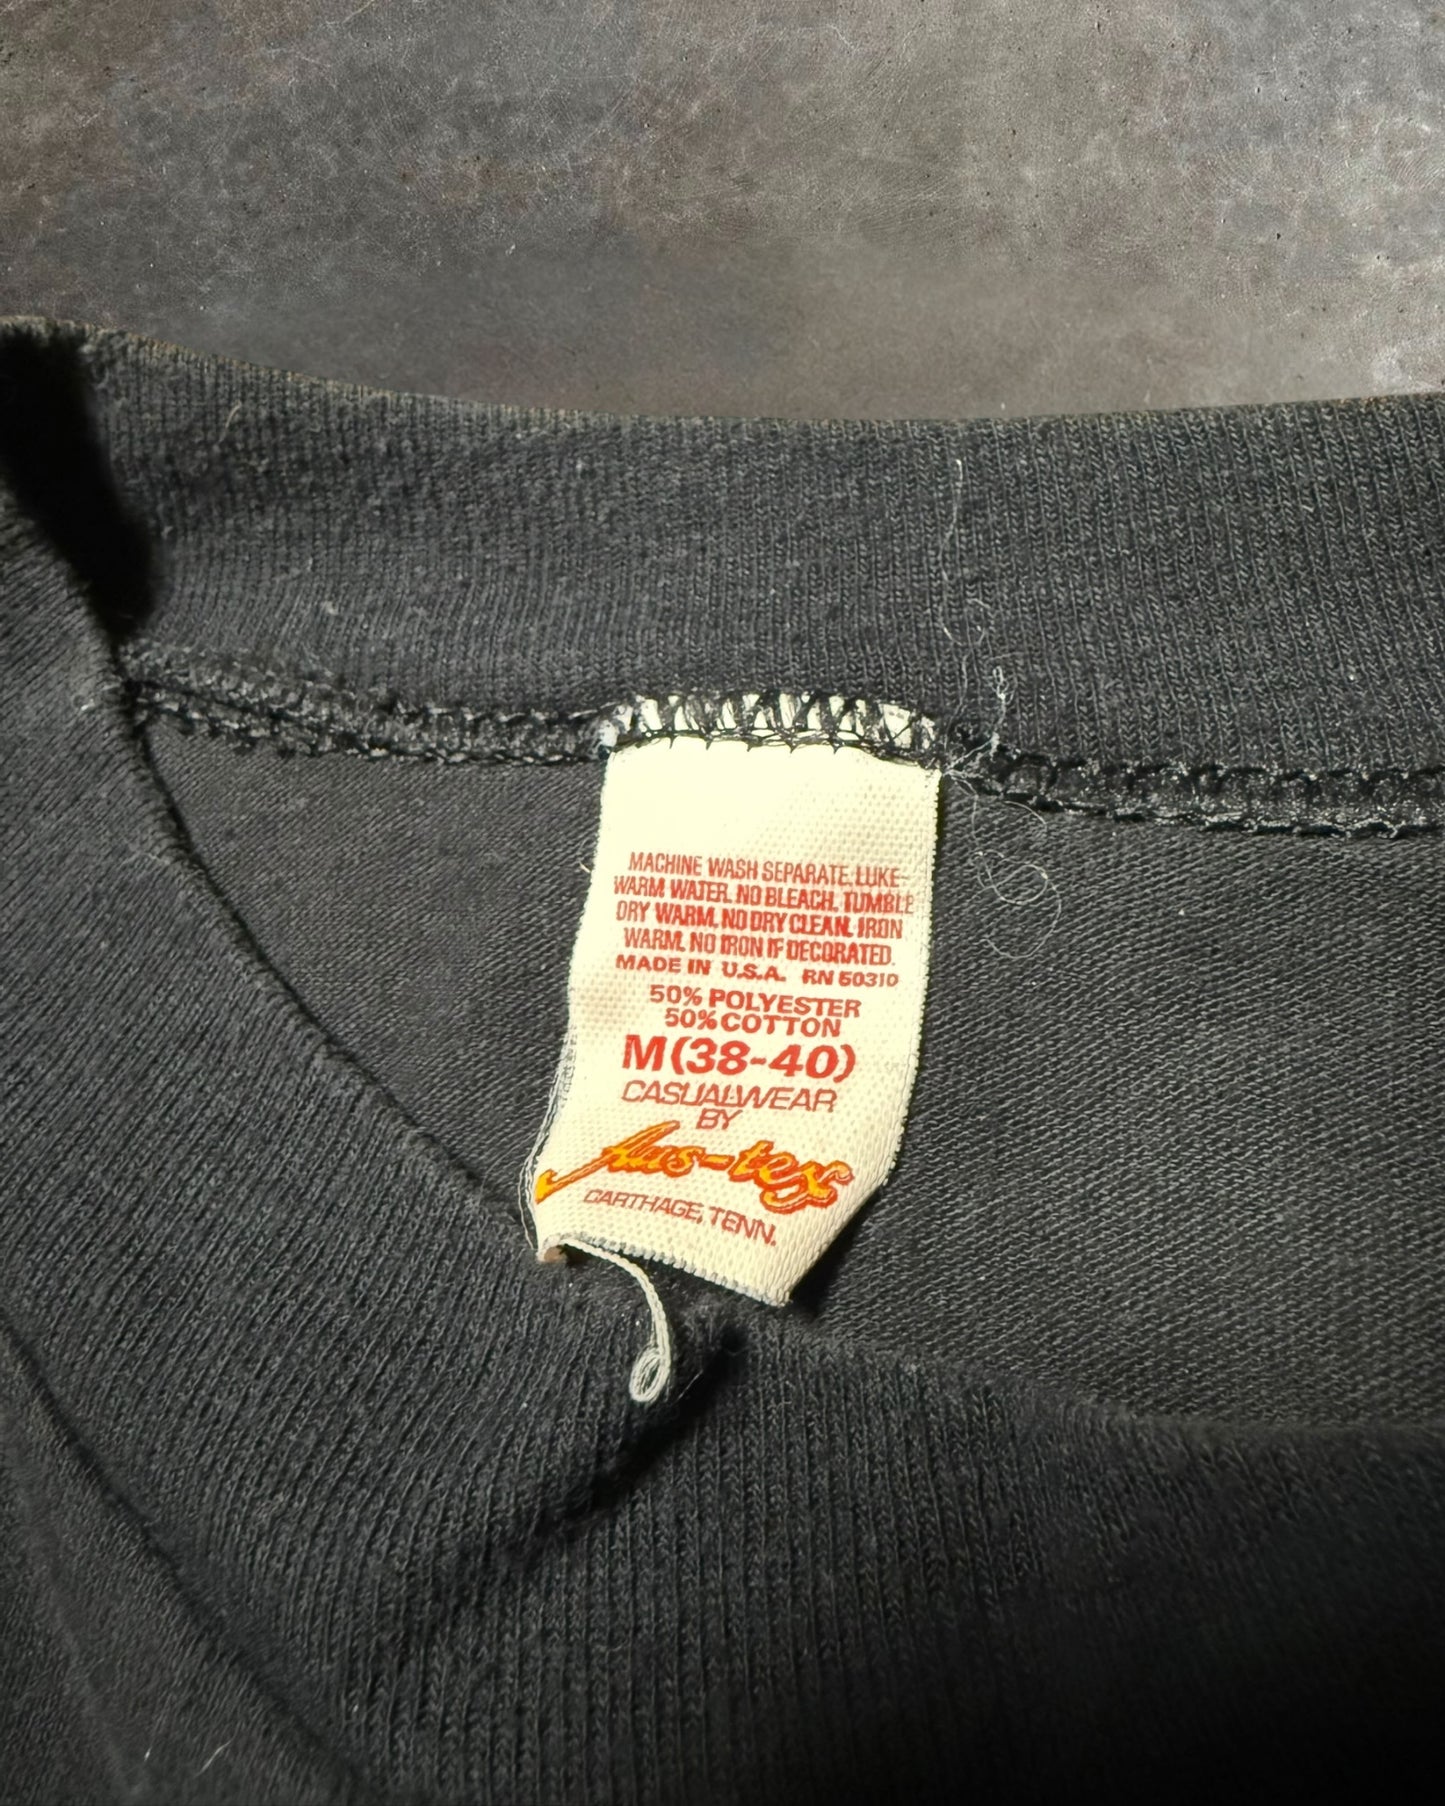 MACHINE WASH SEPARATE. LUKE-
WARM WATER. NO BLEACH. TUMBLE
DRY WARM. NO DRY CLEAN. IRON
WARM. NO IRON IF DECORATED.
MADE IN U.S.A. RN 50310
50% POLYESTER
50% COTTON
M (38-40)
CASUALWEAR
BY
Aus-tex
CARTHAGE, TENN.